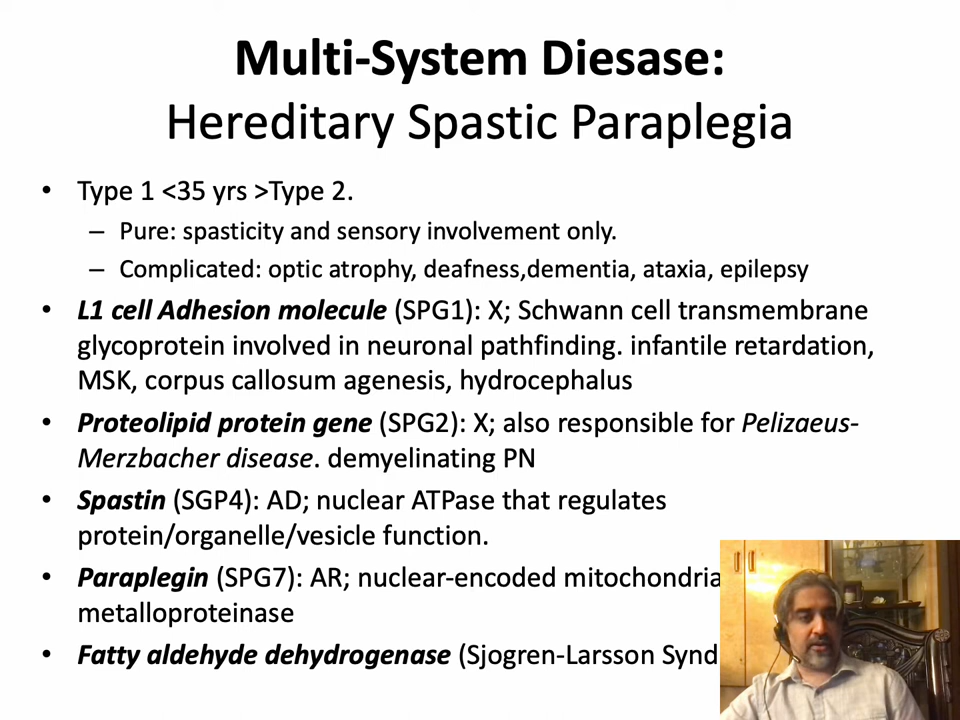 Multi-System Diesase:
Hereditary Spastic Paraplegia
• Type 1 <35 yrs >Type 2.
– Pure: spasticity and sensory involvement only.
– Complicated: optic atrophy, deafness,dementia, ataxia, epilepsy
• L1 cell Adhesion molecule (SPG1): X; Schwann cell transmembrane
glycoprotein involved in neuronal pathfinding. infantile retardation,
MSK, corpus callosum agenesis, hydrocephalus
• Proteolipid protein gene (SPG2): X; also responsible for Pelizaeus-
Merzbacher disease. demyelinating PN
• Spastin (SGP4): AD; nuclear ATPase that regulates
protein/organelle/vesicle function.
• Paraplegin (SPG7): AR; nuclear-encoded mitochondria
metalloproteinase
• Fatty aldehyde dehydrogenase (Sjogren-Larsson Synd